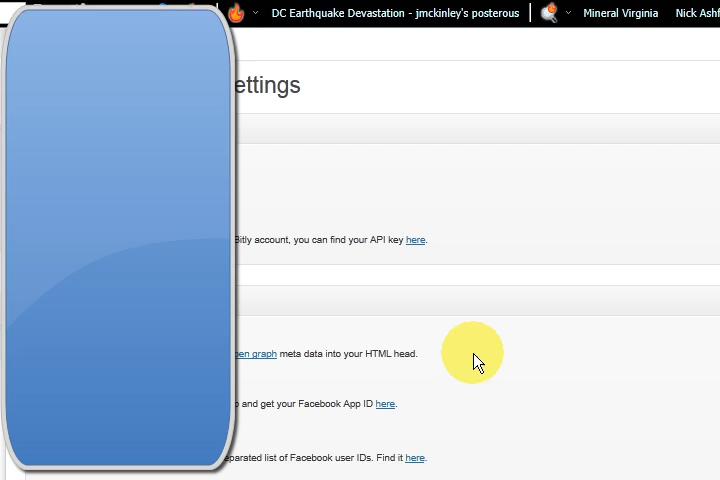 DC Earthquake Devastation - jmckinley's posterous
Mineral Virginia
Nick Ashf
ettings
Bitly account, you can find your API key here.
pen graph meta data into your HTML head.
and get your Facebook App ID here.
eparated list of Facebook user IDs. Find it here.